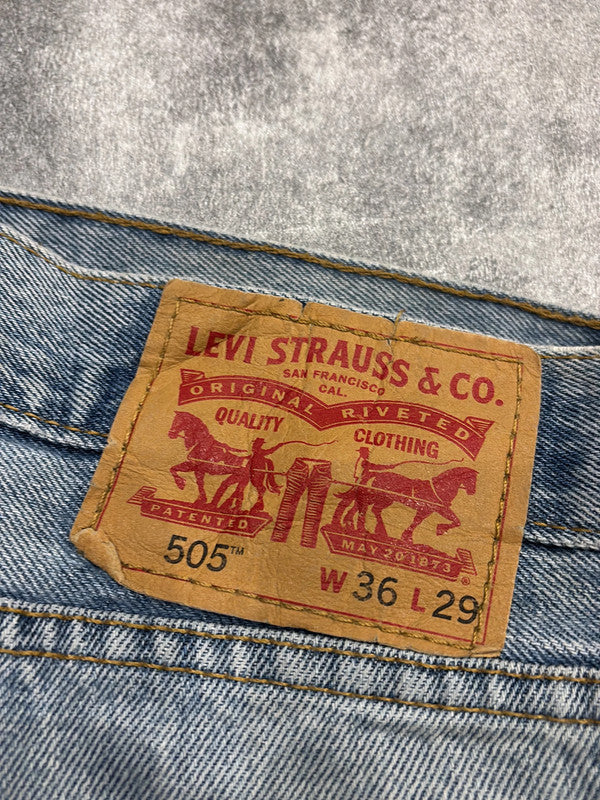 LEVI STRAUSS & CO.
SAN FRANCISCO
CAL.
ORIGINAL RIVETED
QUALITY CLOTHING
PATENTED MAY 20 1873 ®
505™
W 36 L 29